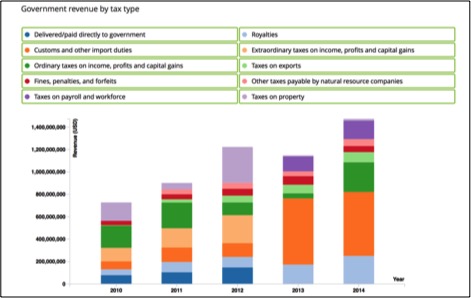 Government revenue by tax type
Delivered/paid directly to government
Royalties
Customs and other import duties
Extraordinary taxes on income, profits and capital gains
Ordinary taxes on income, profits and capital gains
Taxes on exports
Fines, penalties, and forfeits
Other taxes payable by natural resource companies
Taxes on payroll and workforce
Taxes on property
Revenue (USD)
1,400,000,000
1,200,000,000
1,000,000,000
800,000,000
600,000,000
400,000,000
200,000,000
0
Year
2010 2011 2012 2013 2014